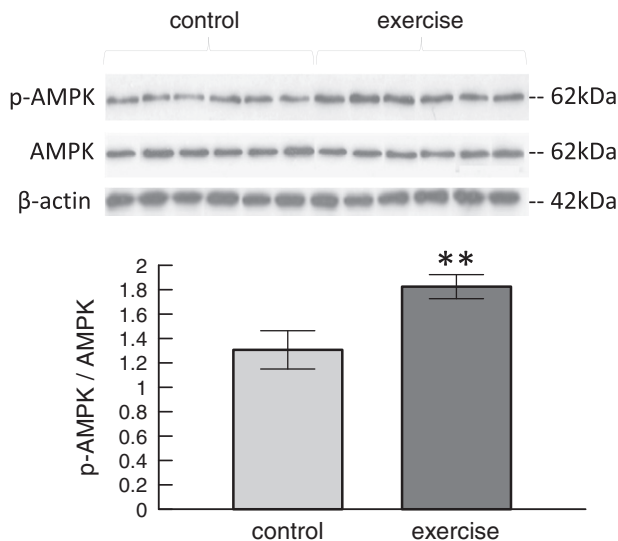 control exercise
p-AMPK -- 62kDa
AMPK -- 62kDa
β-actin -- 42kDa
**
2
1.8
1.6
1.4
1.2
1
0.8
0.6
0.4
0.2
0
p-AMPK / AMPK
control exercise